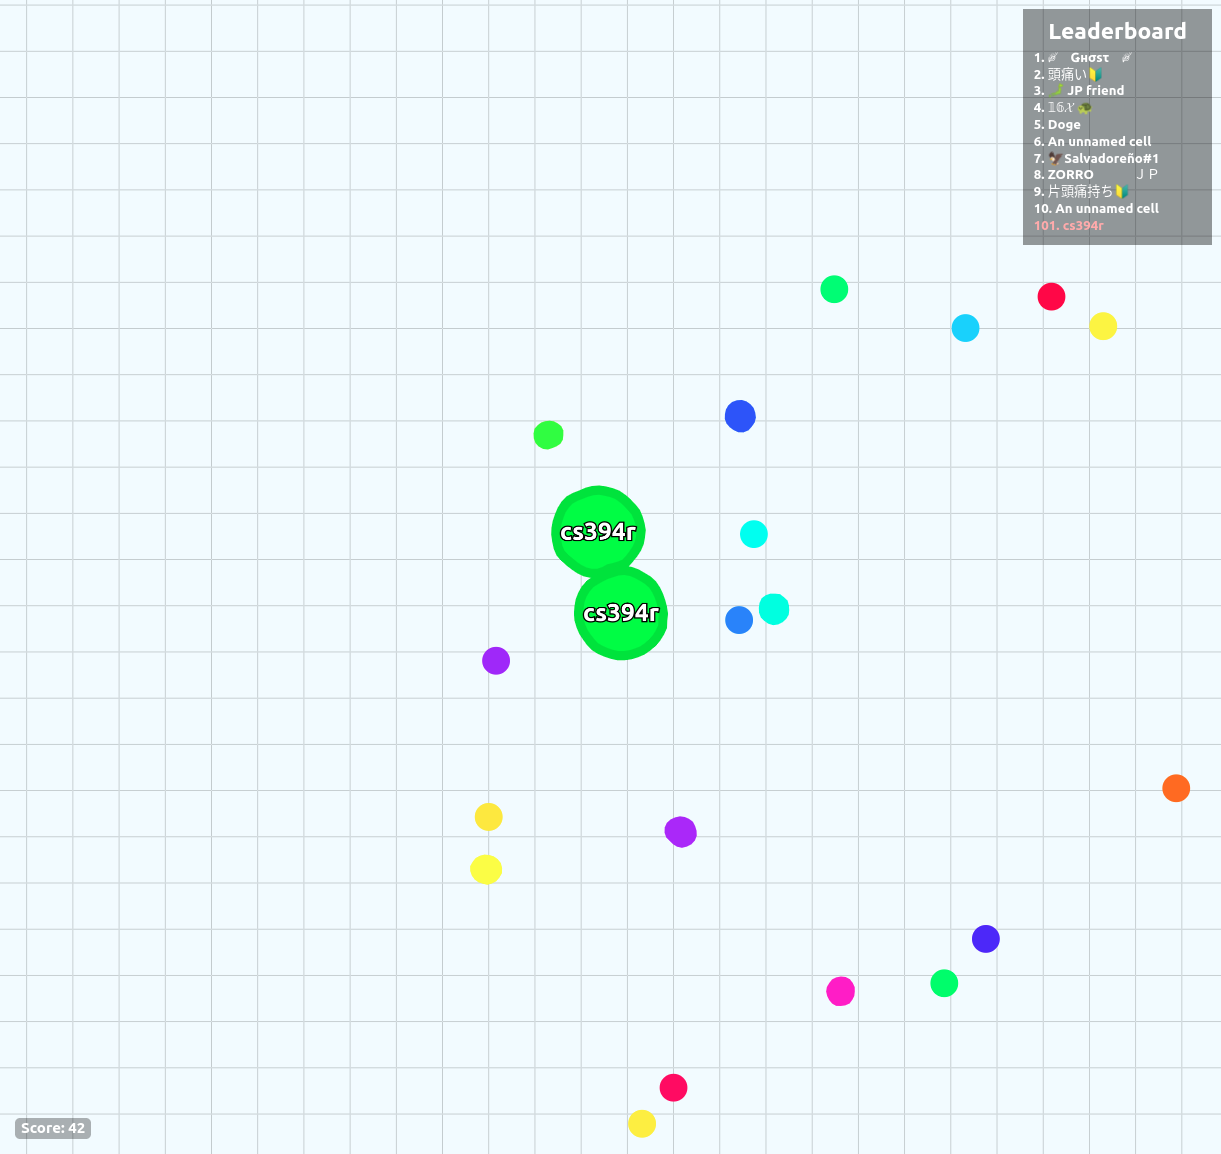 Leaderboard
1. Gнσsт
2. 頭痛い🔰
3. JP friend
4. 𝟙𝟞𝓧 🐢
5. Doge
6. An unnamed cell
7. 🦅Salvadoreño#1
8. ZORRO ＪＰ
9. 片頭痛持ち🔰
10. An unnamed cell
101. cs394r
cs394r
cs394r
Score: 42